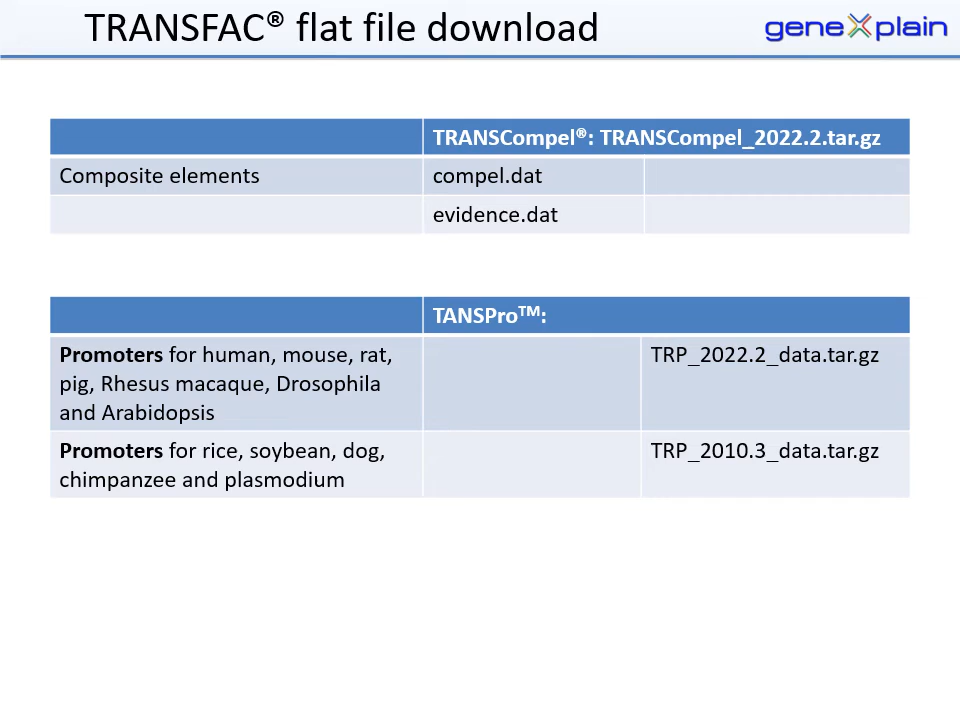 TRANSFAC® flat file download
geneXplain
TRANSCompel®: TRANSCompel_2022.2.tar.gz
Composite elements
compel.dat
evidence.dat
TANSPro™:
Promoters for human, mouse, rat,
pig, Rhesus macaque, Drosophila
and Arabidopsis
TRP_2022.2_data.tar.gz
Promoters for rice, soybean, dog,
chimpanzee and plasmodium
TRP_2010.3_data.tar.gz